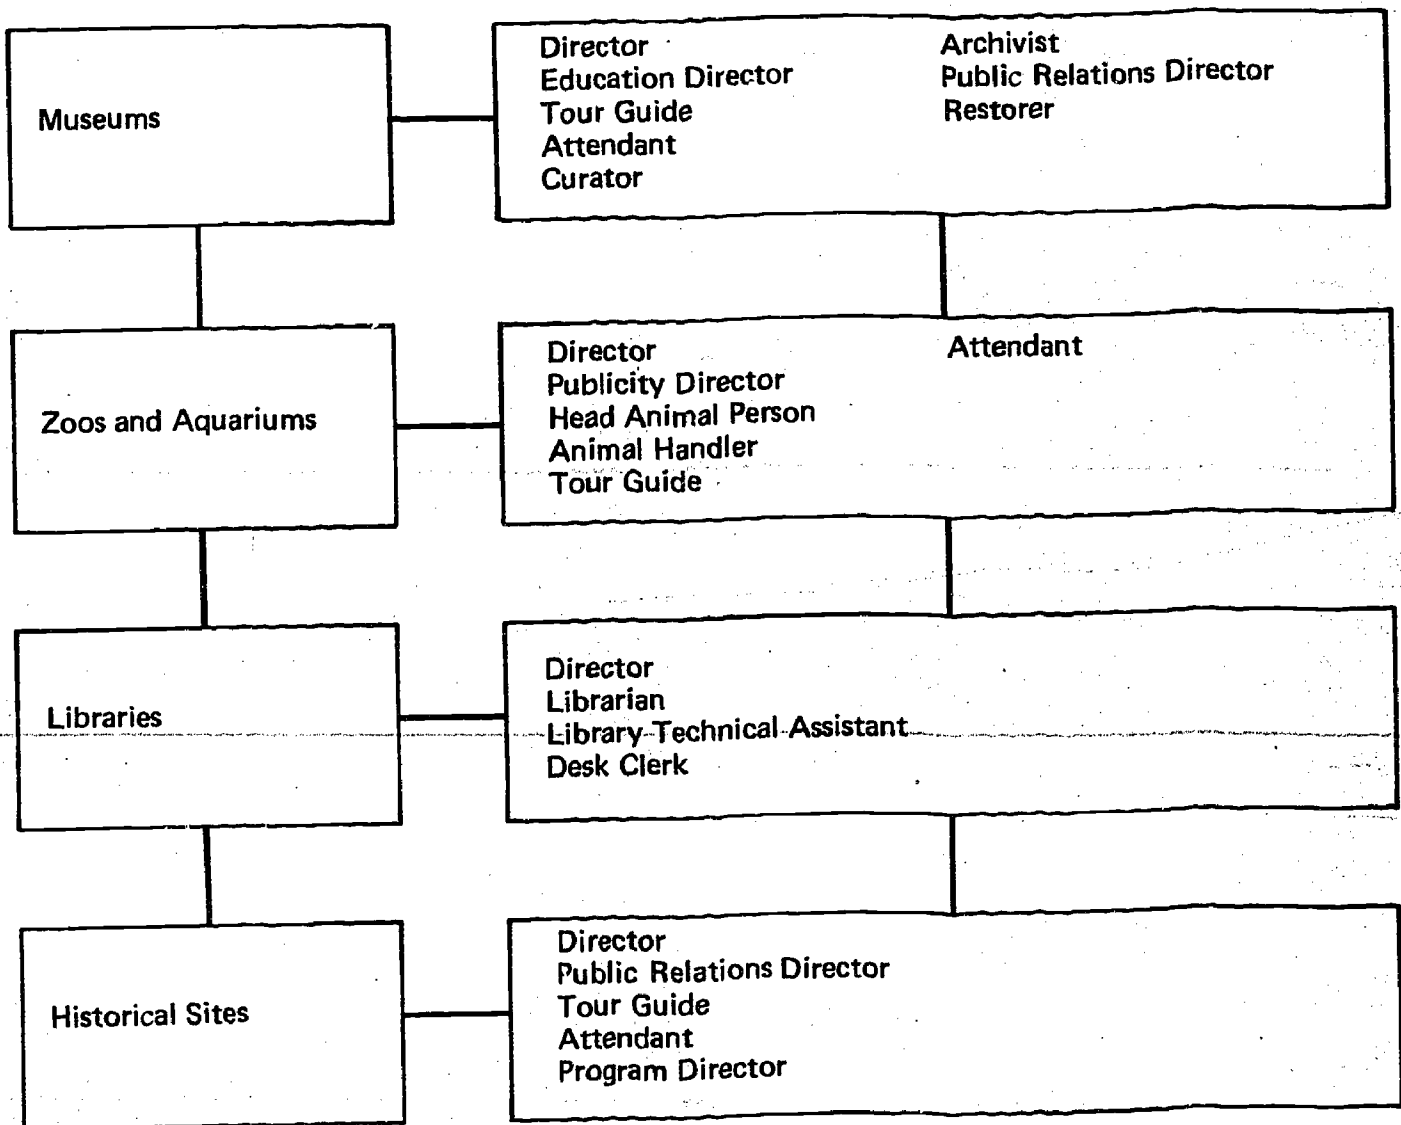 Museums
Director
Education Director
Tour Guide
Attendant
Curator
Archivist
Public Relations Director
Restorer
Zoos and Aquariums
Director
Publicity Director
Head Animal Person
Animal Handler
Tour Guide
Attendant
Libraries
Director
Librarian
Library Technical Assistant
Desk Clerk
Historical Sites
Director
Public Relations Director
Tour Guide
Attendant
Program Director